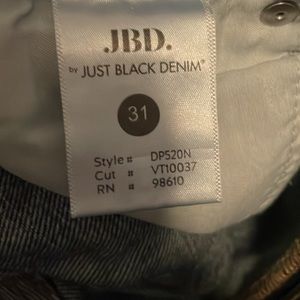 JBD.
by JUST BLACK DENIM®
31
Style # DP520N
Cut # VT10037
RN # 98610